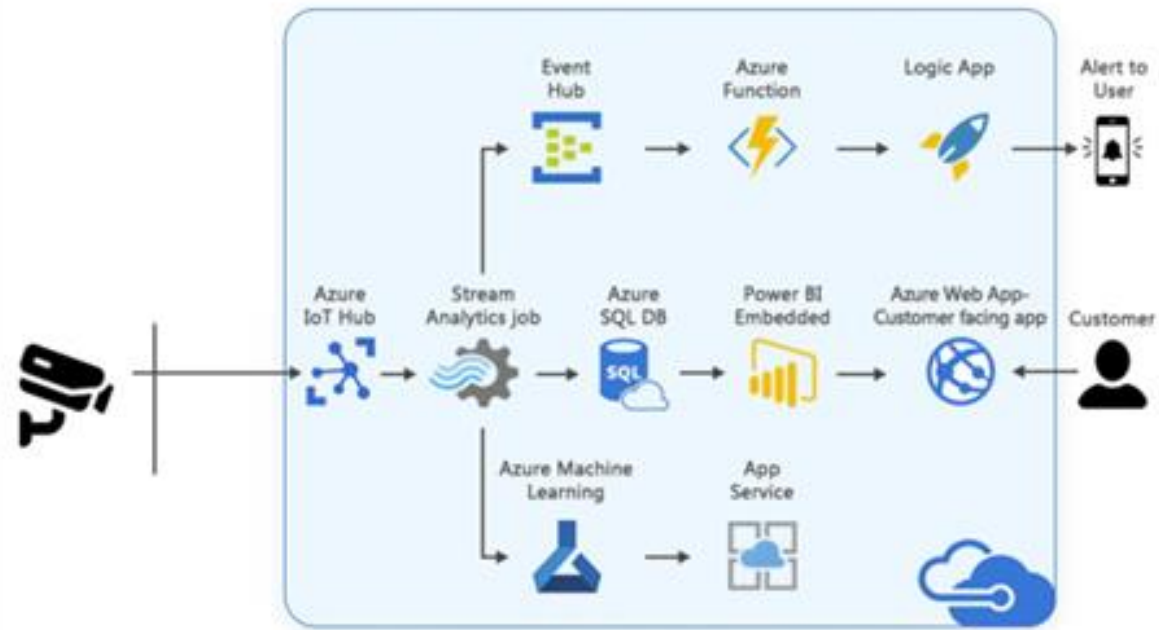 Event
Hub
Azure
Function
Logic App
Alert to
User
Azure
IoT Hub
Stream
Analytics job
Azure
SQL DB
SQL
Power BI
Embedded
Azure Web App-
Customer facing app
Customer
Azure Machine
Learning
App
Service